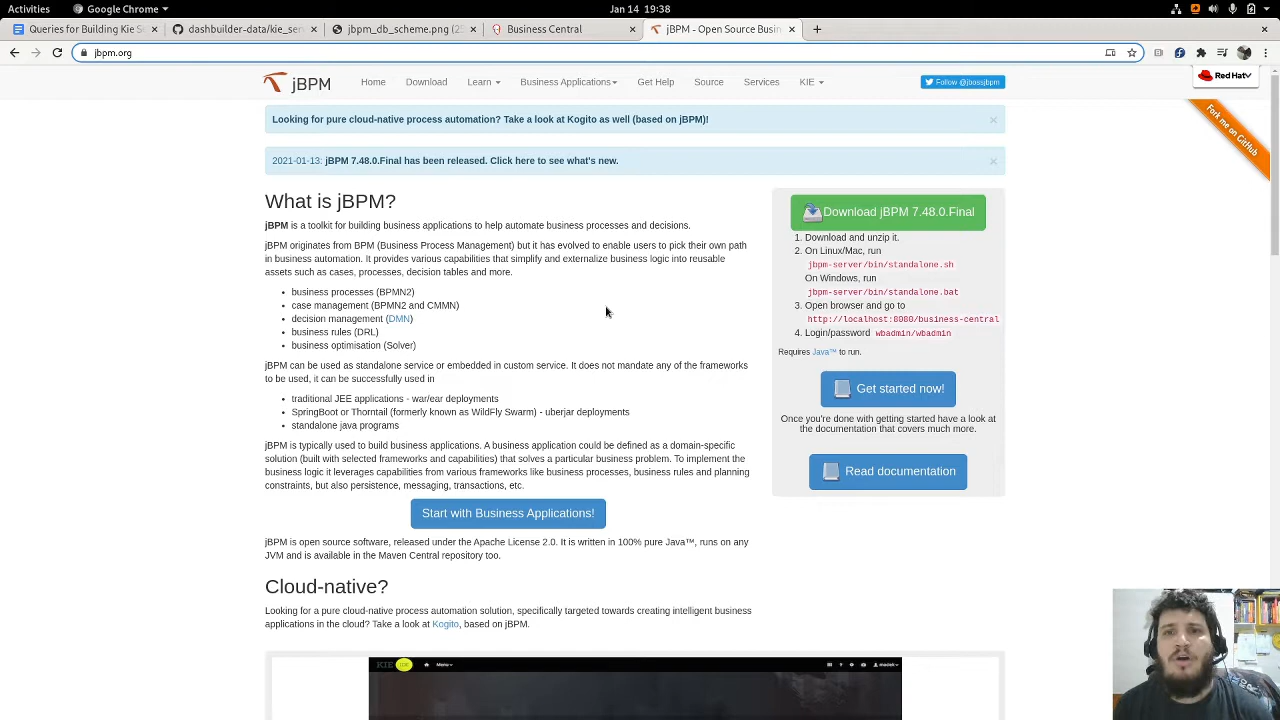 Activities
Google Chrome
Jan 14 19:38
Queries for Building Kie S
dashbuilder-data/kie_serv
jbpm_db_scheme.png (25
Business Central
jBPM - Open Source Busin
jbpm.org
jBPM
Home
Download
Learn
Business Applications
Get Help
Source
Services
KIE
Follow @jbossjbpm
Red Hat
Fork me on GitHub
Looking for pure cloud-native process automation? Take a look at Kogito as well (based on jBPM)!
2021-01-13: jBPM 7.48.0.Final has been released. Click here to see what's new.
What is jBPM?
jBPM is a toolkit for building business applications to help automate business processes and decisions.
jBPM originates from BPM (Business Process Management) but it has evolved to enable users to pick their own path
in business automation. It provides various capabilities that simplify and externalize business logic into reusable
assets such as cases, processes, decision tables and more.
• business processes (BPMN2)
• case management (BPMN2 and CMMN)
• decision management (DMN)
• business rules (DRL)
• business optimisation (Solver)
jBPM can be used as standalone service or embedded in custom service. It does not mandate any of the frameworks
to be used, it can be successfully used in
• traditional JEE applications - war/ear deployments
• SpringBoot or Thorntail (formerly known as WildFly Swarm) - uberjar deployments
• standalone java programs
jBPM is typically used to build business applications. A business application could be defined as a domain-specific
solution (built with selected frameworks and capabilities) that solves a particular business problem. To implement the
business logic it leverages capabilities from various frameworks like business processes, business rules and planning
constraints, but also persistence, messaging, transactions, etc.
Start with Business Applications!
jBPM is open source software, released under the Apache License 2.0. It is written in 100% pure Java™, runs on any
JVM and is available in the Maven Central repository too.
Cloud-native?
Looking for a pure cloud-native process automation solution, specifically targeted towards creating intelligent business
applications in the cloud? Take a look at Kogito, based on jBPM.
Download jBPM 7.48.0.Final
1. Download and unzip it.
2. On Linux/Mac, run
jbpm-server/bin/standalone.sh
On Windows, run
jbpm-server/bin/standalone.bat
3. Open browser and go to
http://localhost:8080/business-central
4. Login/password wbadmin/wbadmin
Requires Java™ to run.
Get started now!
Once you're done with getting started have a look at
the documentation that covers much more.
Read documentation
KIE
Menu